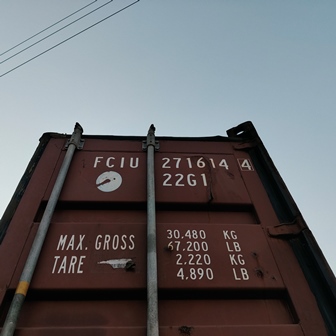 FCIU 271614 4
22G1
MAX. GROSS 30.480 KG
67.200 LB
TARE 2.220 KG
4.890 LB